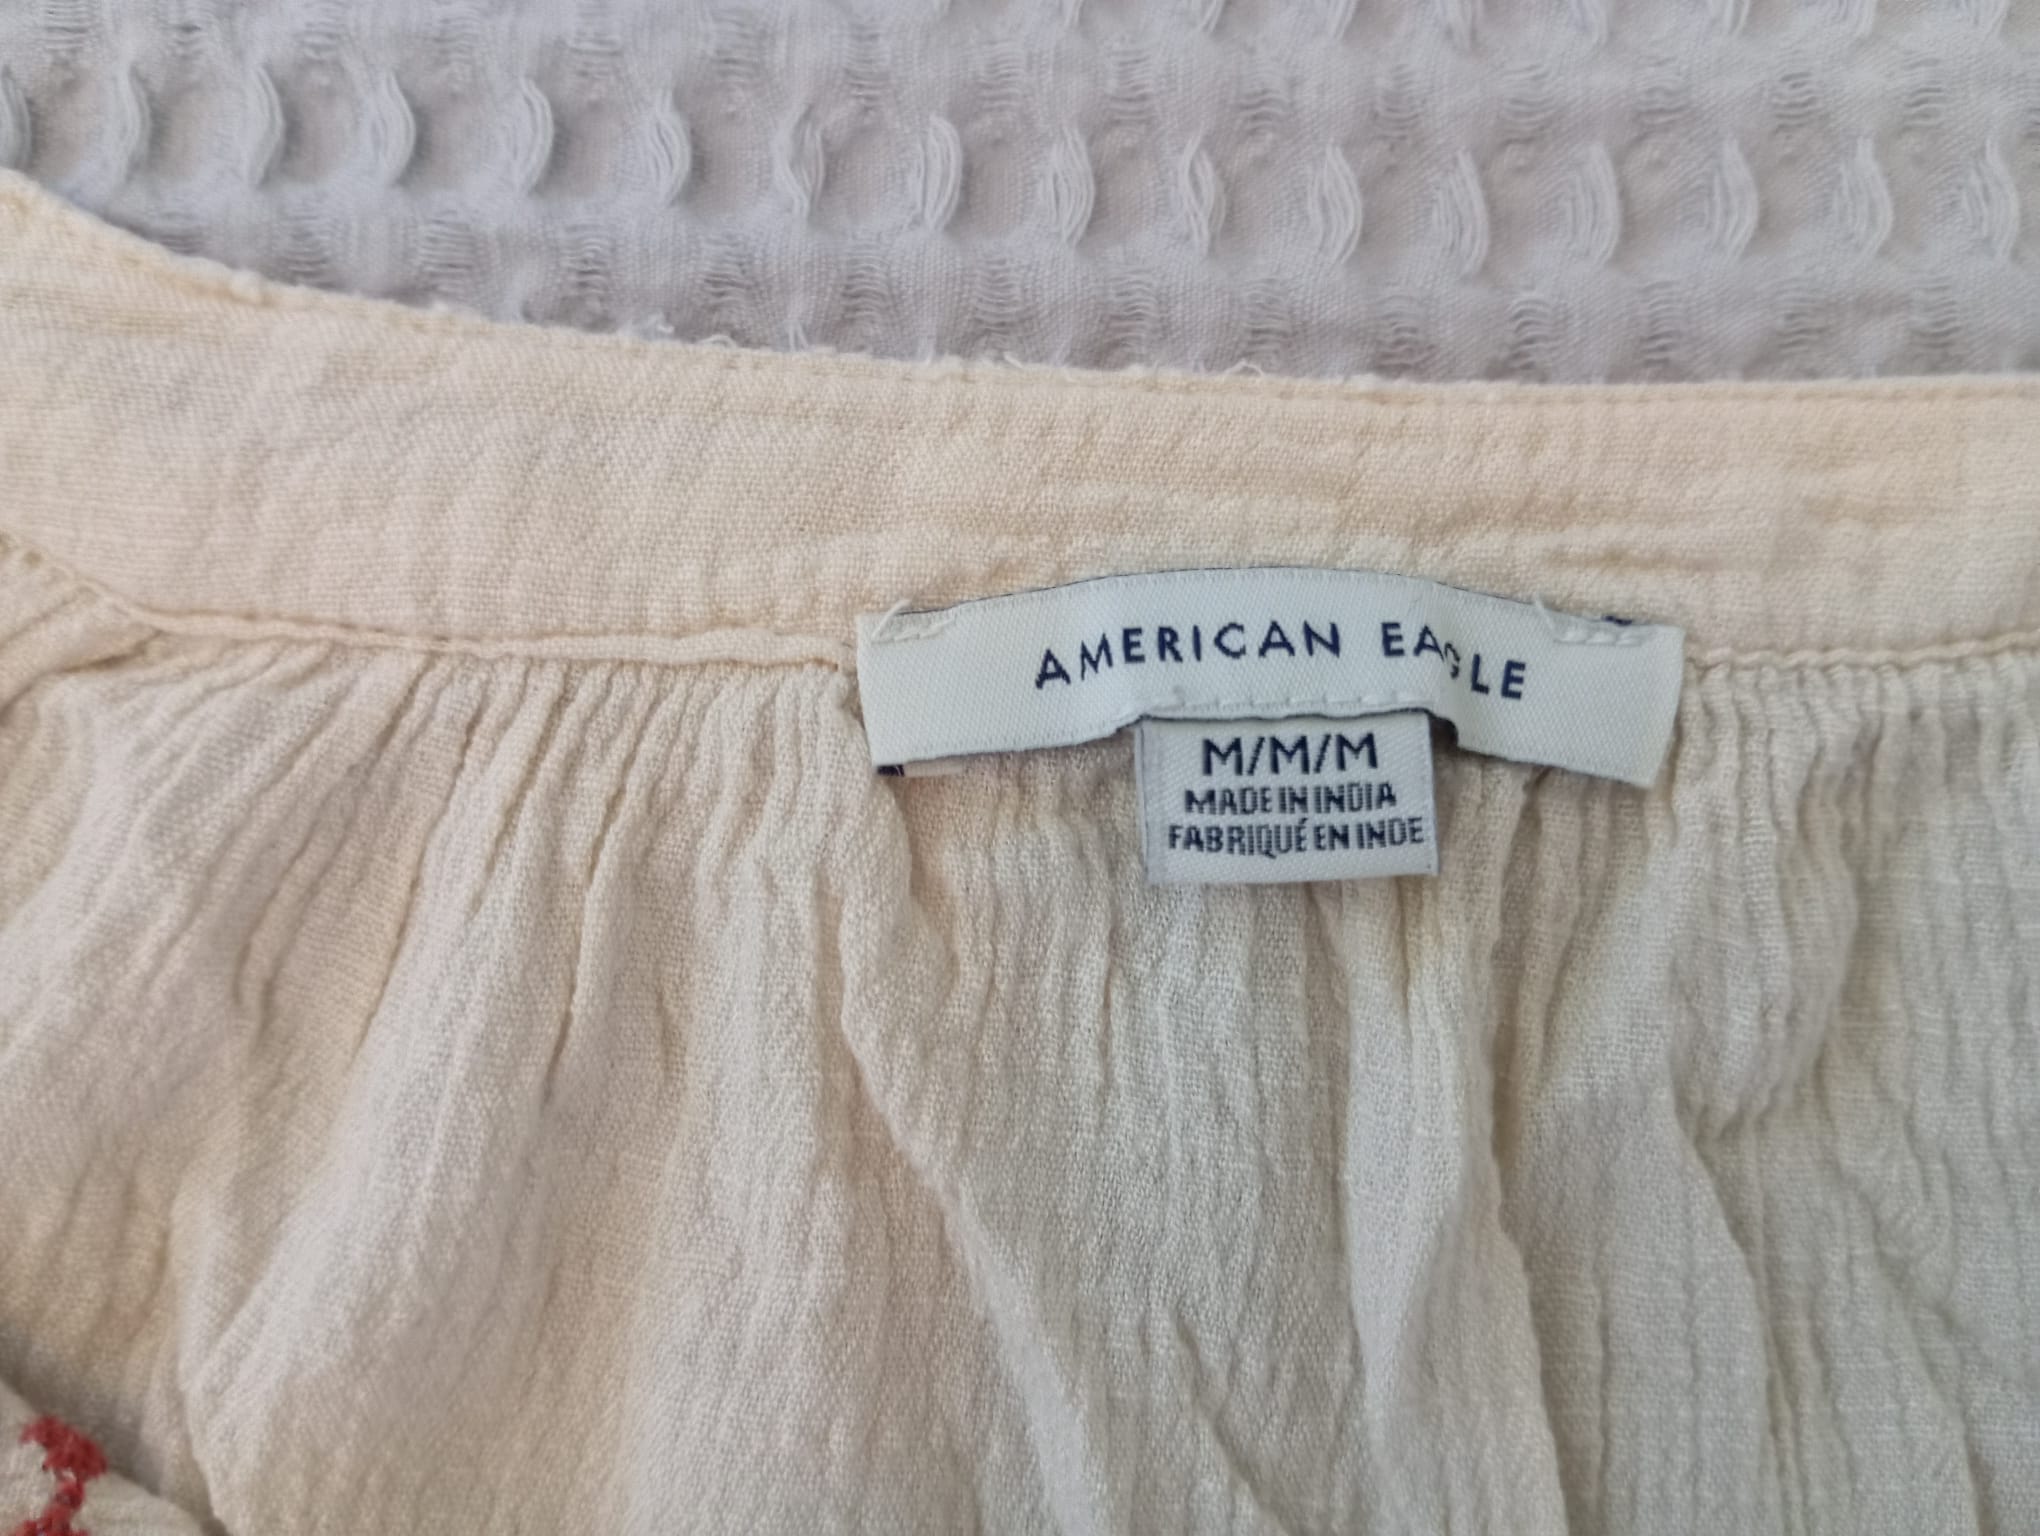 AMERICAN EAGLE
M/M/M
MADE IN INDIA
FABRIQUÉ EN INDE